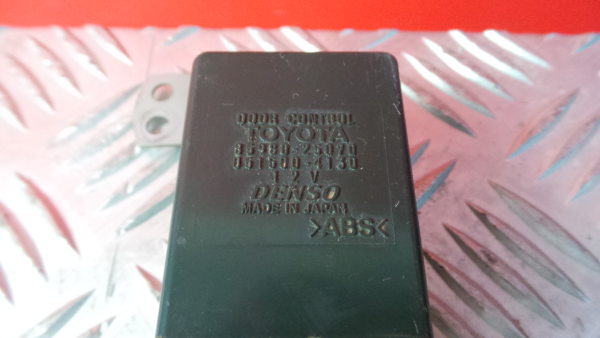 DOOR CONTROL
TOYOTA
85980-25070
051500-4130
12V
DENSO
MADE IN JAPAN
>ABS<